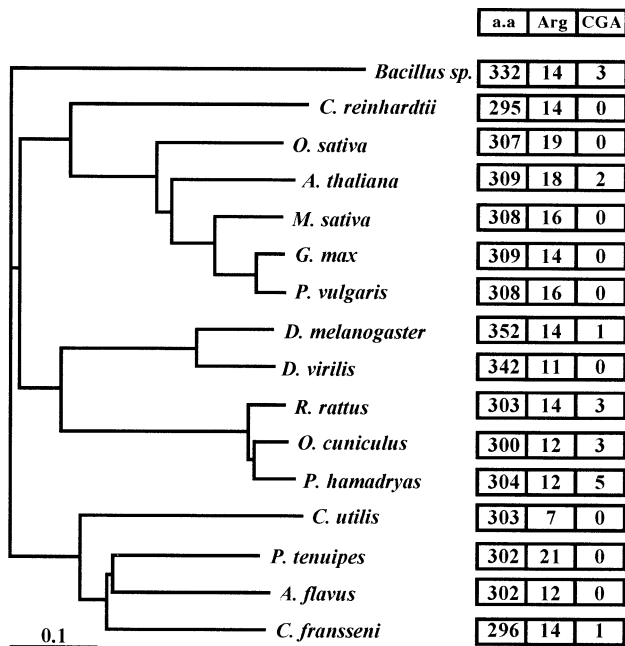 a.a Arg CGA
Bacillus sp. 332 14 3
C. reinhardtii 295 14 0
O. sativa 307 19 0
A. thaliana 309 18 2
M. sativa 308 16 0
G. max 309 14 0
P. vulgaris 308 16 0
D. melanogaster 352 14 1
D. virilis 342 11 0
R. rattus 303 14 3
O. cuniculus 300 12 3
P. hamadryas 304 12 5
C. utilis 303 7 0
P. tenuipes 302 21 0
A. flavus 302 12 0
C. fransseni 296 14 1
0.1